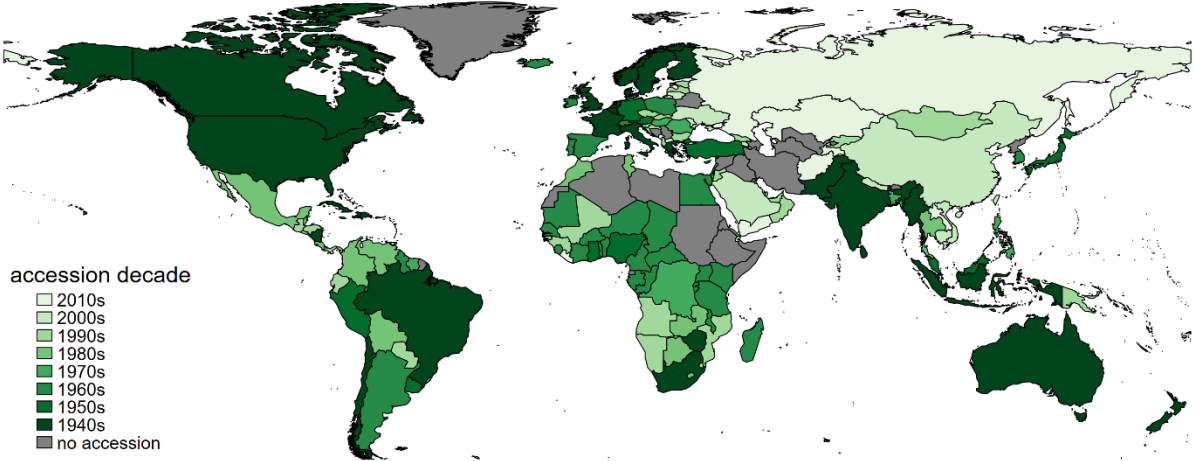 accession decade
2010s
2000s
1990s
1980s
1970s
1960s
1950s
1940s
no accession